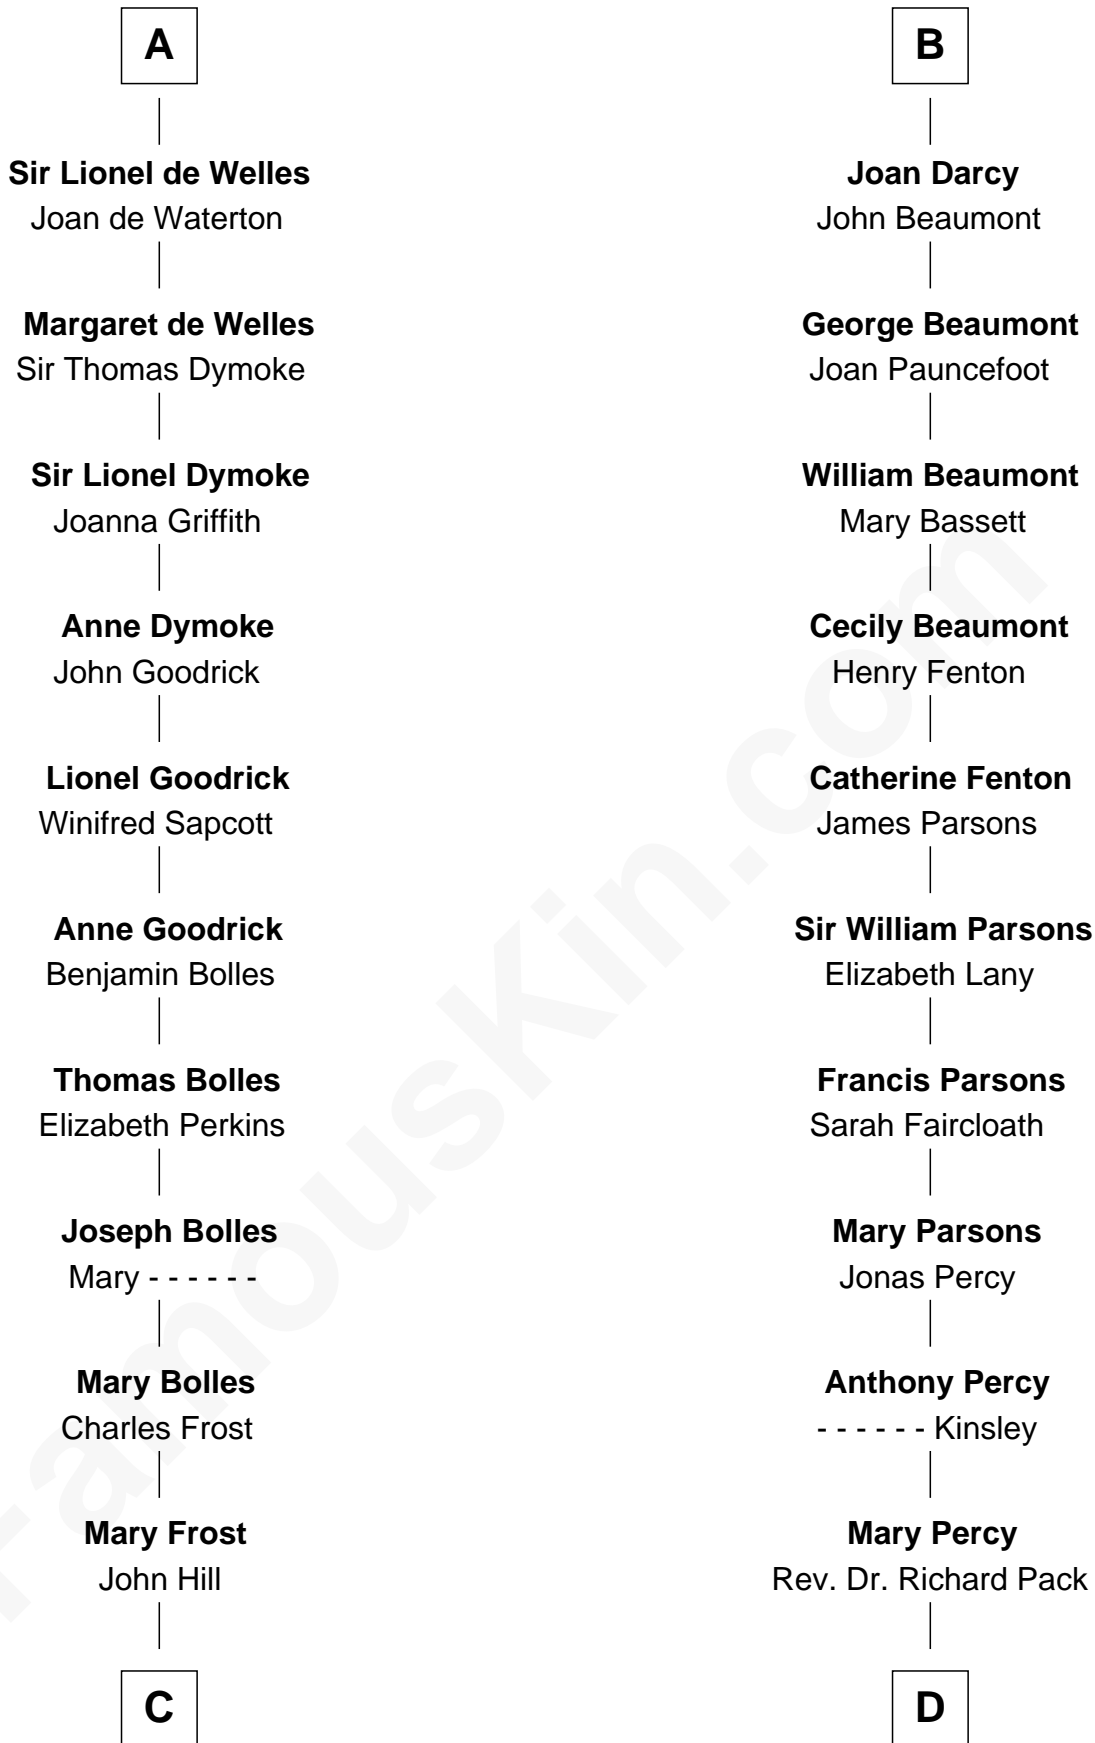 A
Sir Lionel de Welles
Joan de Waterton
Margaret de Welles
Sir Thomas Dymoke
Sir Lionel Dymoke
Joanna Griffith
Anne Dymoke
John Goodrick
Lionel Goodrick
Winifred Sapcott
Anne Goodrick
Benjamin Bolles
Thomas Bolles
Elizabeth Perkins
Joseph Bolles
Mary - - - - - -
Mary Bolles
Charles Frost
Mary Frost
John Hill
C
B
Joan Darcy
John Beaumont
George Beaumont
Joan Pauncefoot
William Beaumont
Mary Bassett
Cecily Beaumont
Henry Fenton
Catherine Fenton
James Parsons
Sir William Parsons
Elizabeth Lany
Francis Parsons
Sarah Faircloath
Mary Parsons
Jonas Percy
Anthony Percy
- - - - - - Kinsley
Mary Percy
Rev. Dr. Richard Pack
D
FamousKin.com